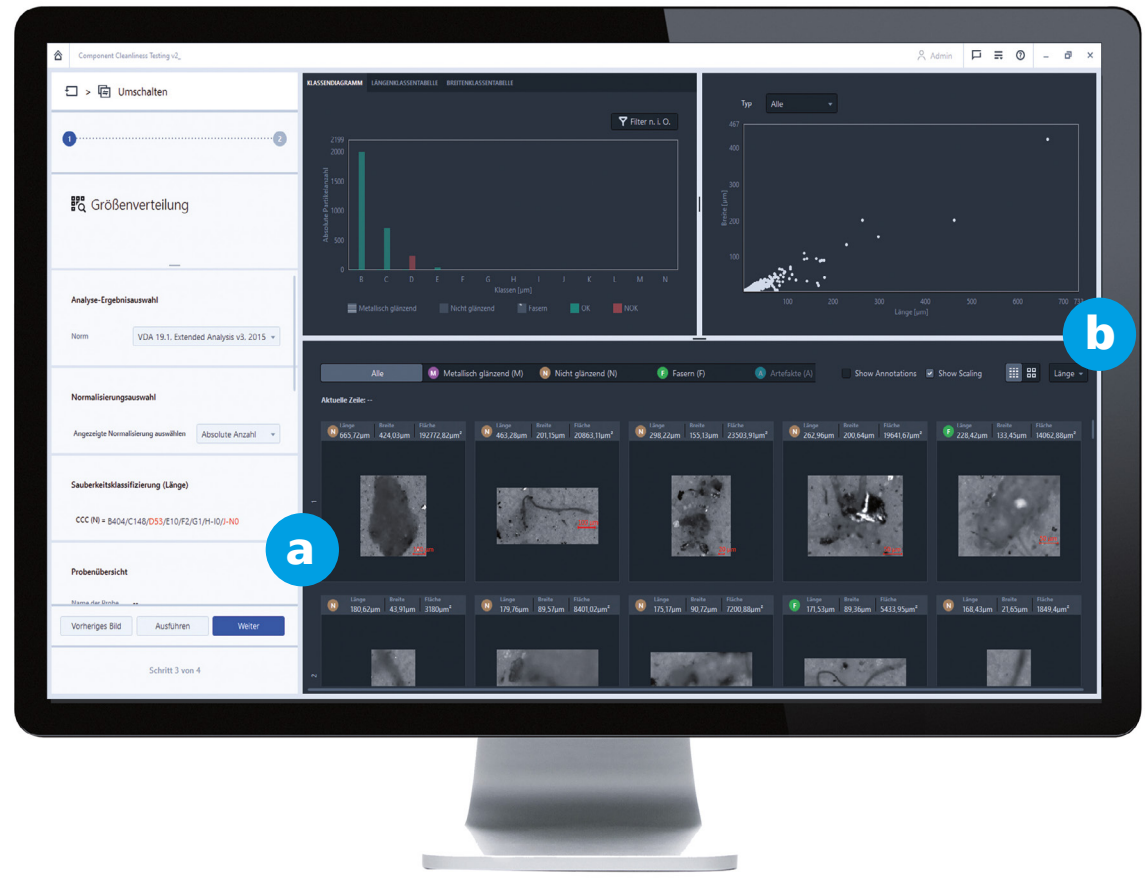 Component Cleanliness Testing v2_
Admin
> Umschalten
1 2
Größenverteilung
Analyse-Ergebnisauswahl
Norm VDA 19.1. Extended Analysis v3. 2015
Normalisierungsauswahl
Angezeigte Normalisierung auswählen Absolute Anzahl
Sauberkeitsklassifizierung (Länge)
CCC (N) = B404/C148/D53/E10/F2/G1/H-I0/J-N0
Probenübersicht
Name der Probe --
Vorheriges Bild Ausführen Weiter
Schritt 3 von 4
KLASSENDIAGRAMM LÄNGENKLASSENTABELLE BREITENKLASSENTABELLE
Filter n. i. O.
2199
2000
1500
1000
500
0
Absolute Partikelanzahl
B C D E F G H I J K L M N
Klassen [µm]
Metallisch glänzend Nicht glänzend Fasern OK NOK
Typ Alle
467
400
300
200
100
Breite [µm]
100 200 300 400 500 600 700
Länge [µm]
a
b
Alle M Metallisch glänzend (M) N Nicht glänzend (N) F Fasern (F) A Artefakte (A) Show Annotations Show Scaling Länge
Aktuelle Zeile: --
1
N Länge 665,72µm Breite 424,03µm Fläche 192772,82µm²
N Länge 463,28µm Breite 201,15µm Fläche 20863,11µm²
N Länge 298,22µm Breite 155,13µm Fläche 23503,91µm²
N Länge 262,96µm Breite 200,64µm Fläche 19641,67µm²
F Länge 228,42µm Breite 133,45µm Fläche 14062,88µm²
2
N Länge 180,62µm Breite 43,91µm Fläche 3180µm²
N Länge 179,76µm Breite 89,57µm Fläche 8401,02µm²
N Länge 175,17µm Breite 90,72µm Fläche 7200,88µm²
F Länge 171,53µm Breite 89,36µm Fläche 5433,95µm²
N Länge 168,43µm Breite 21,65µm Fläche 1849,4µm²